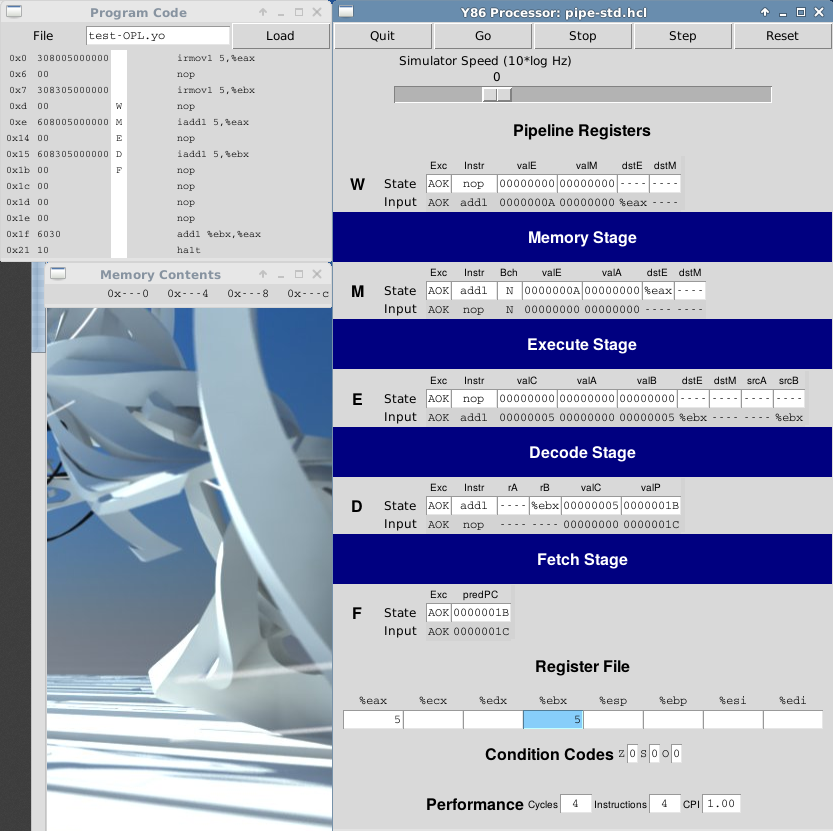 Program Code
File test-OPL.yo Load
0x0 308005000000 irmovl 5,%eax
0x6 00 nop
0x7 308305000000 irmovl 5,%ebx
0xd 00 W nop
0xe 608005000000 M iaddl 5,%eax
0x14 00 E nop
0x15 608305000000 D iaddl 5,%ebx
0x1b 00 F nop
0x1c 00 nop
0x1d 00 nop
0x1e 00 nop
0x1f 6030 addl %ebx,%eax
0x21 10 halt
Memory Contents
0x---0 0x---4 0x---8 0x---c
Y86 Processor: pipe-std.hcl
Quit Go Stop Step Reset
Simulator Speed (10*log Hz)
0
Pipeline Registers
Exc Instr valE valM dstE dstM
W State AOK nop 00000000 00000000 ---- ----
Input AOK addl 0000000A 00000000 %eax ----
Memory Stage
Exc Instr Bch valE valA dstE dstM
M State AOK addl N 0000000A 00000000 %eax ----
Input AOK nop N 00000000 00000000 ---- ----
Execute Stage
Exc Instr valC valA valB dstE dstM srcA srcB
E State AOK nop 00000000 00000000 00000000 ---- ---- ---- ----
Input AOK addl 00000005 00000000 00000005 %ebx ---- ---- %ebx
Decode Stage
Exc Instr rA rB valC valP
D State AOK addl ---- %ebx 00000005 0000001B
Input AOK nop ---- ---- 00000000 0000001C
Fetch Stage
Exc predPC
F State AOK 0000001B
Input AOK 0000001C
Register File
%eax %ecx %edx %ebx %esp %ebp %esi %edi
5 5
Condition Codes Z 0 S 0 O 0
Performance Cycles 4 Instructions 4 CPI 1.00